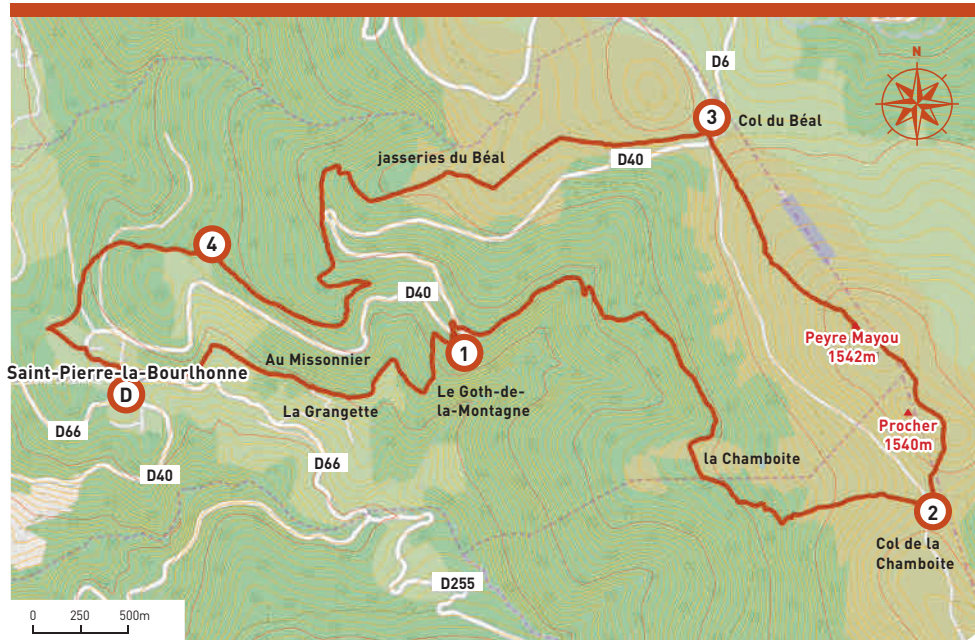 D6
N
3
Col du Béal
jasseries du Béal
D40
4
D40
Peyre Mayou
1542m
1
Au Missonnier
Saint-Pierre-la-Bourlhonne
D
Le Goth-de-
la-Montagne
La Grangette
Procher
1540m
D66
la Chamboite
D66
D40
2
Col de la
Chamboite
D255
0 250 500m